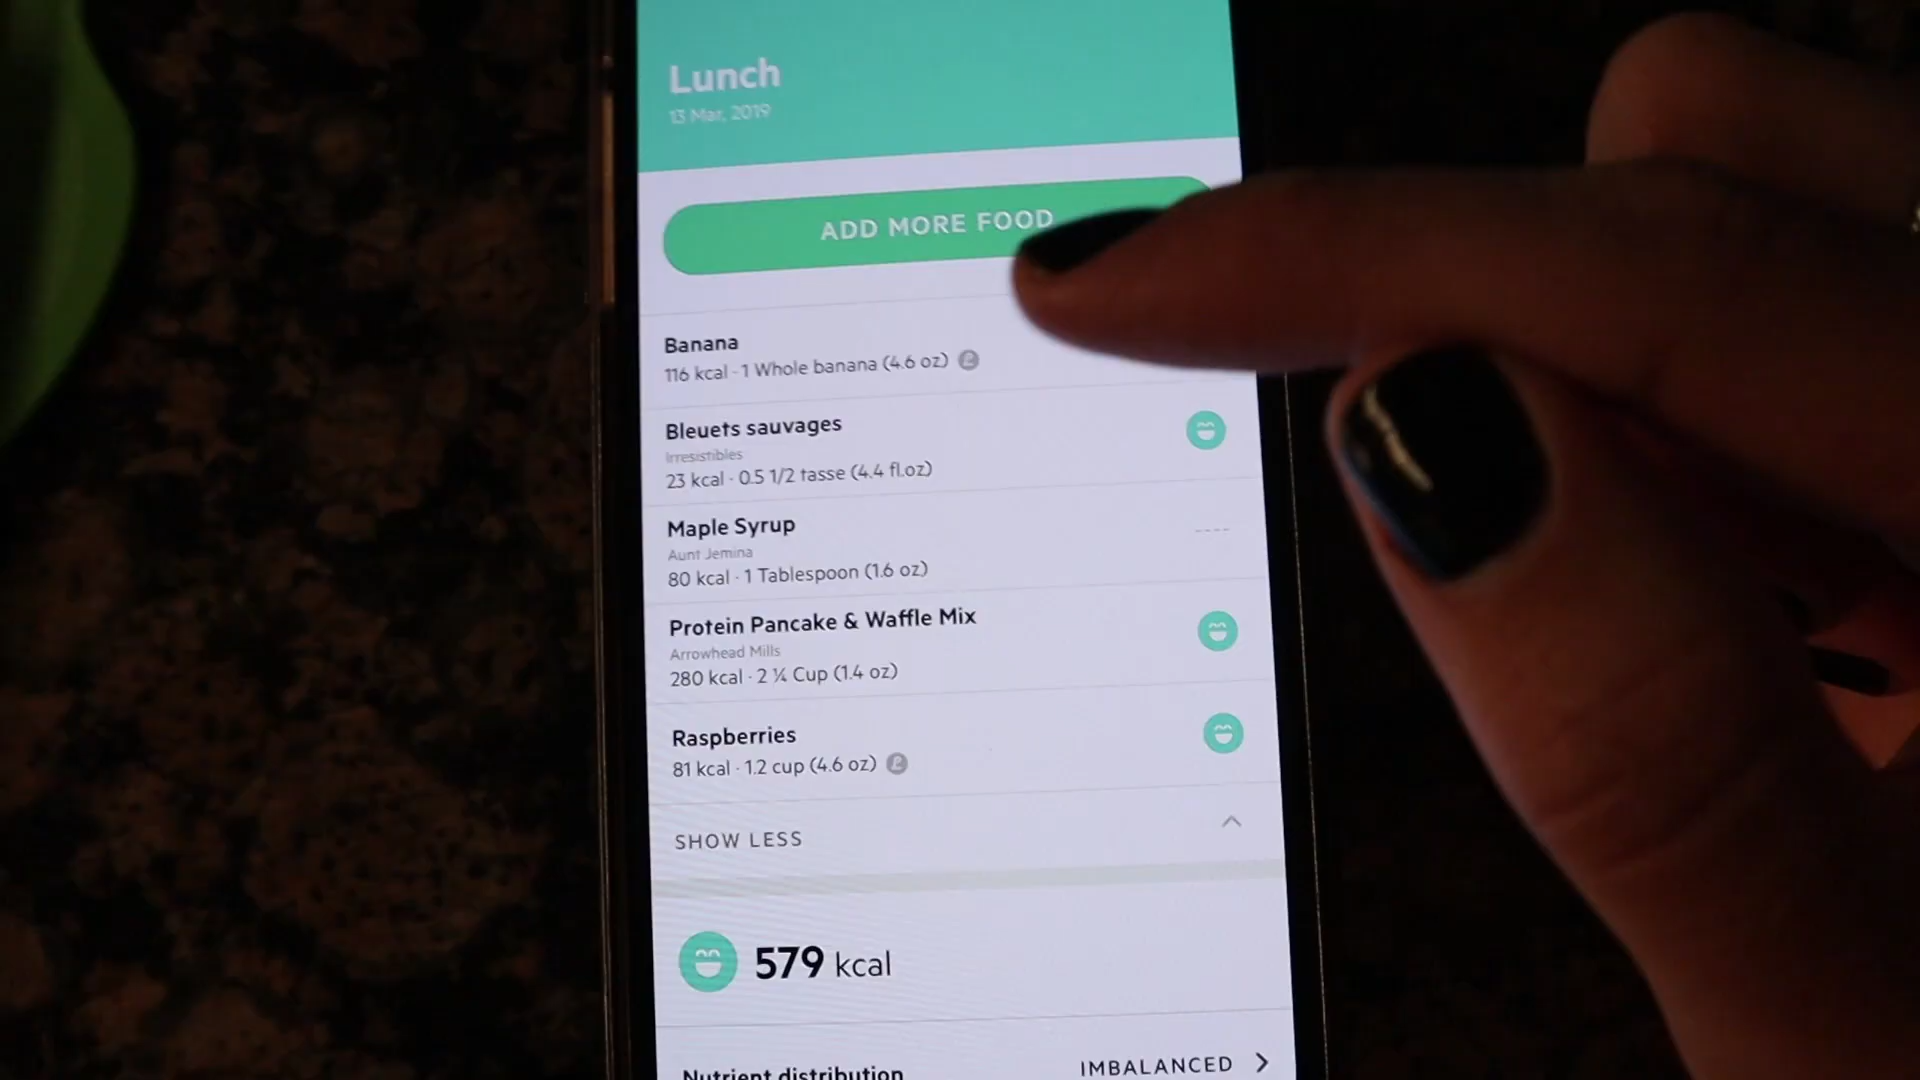 Lunch
13 Mar, 2019
ADD MORE FOOD
Banana
116 kcal · 1 Whole banana (4.6 oz)
Bleuets sauvages
Irresistibles
23 kcal · 0.5 1/2 tasse (4.4 fl.oz)
Maple Syrup
Aunt Jemina
80 kcal · 1 Tablespoon (1.6 oz)
Protein Pancake & Waffle Mix
Arrowhead Mills
280 kcal · 2 ¼ Cup (1.4 oz)
Raspberries
81 kcal · 1.2 cup (4.6 oz)
SHOW LESS
579 kcal
Nutrient distribution IMBALANCED